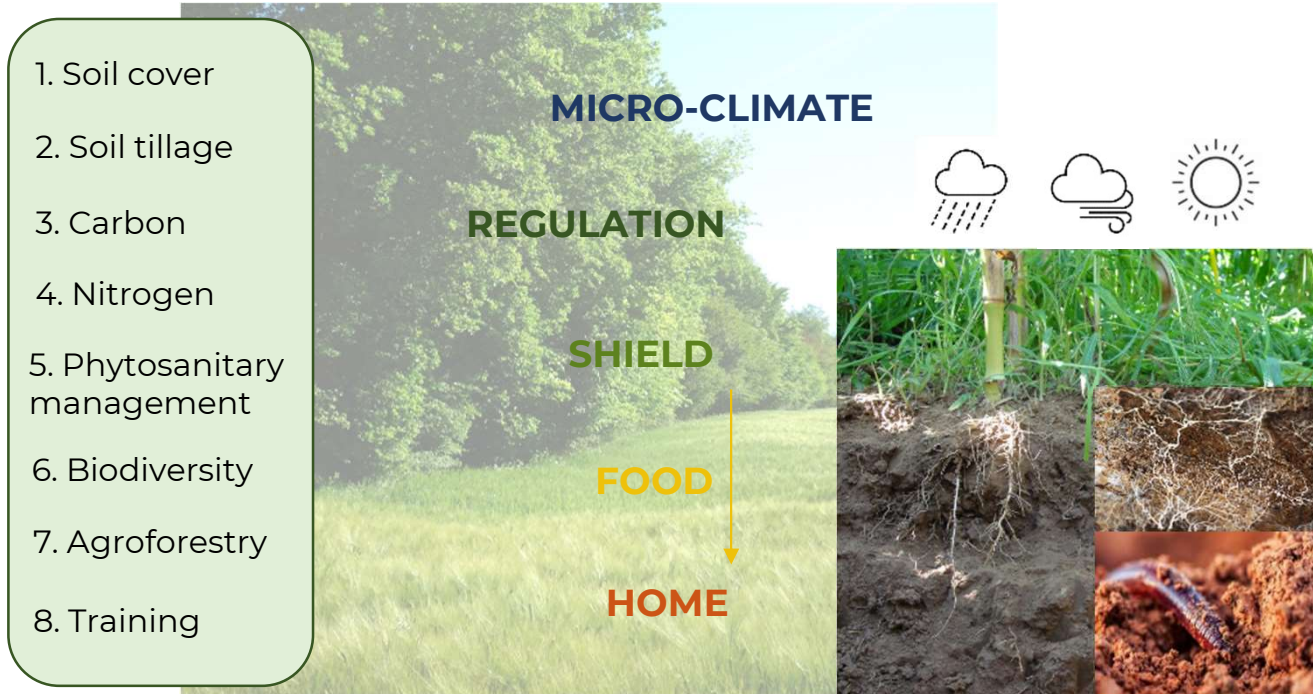 1. Soil cover
2. Soil tillage
3. Carbon
4. Nitrogen
5. Phytosanitary
management
6. Biodiversity
7. Agroforestry
8. Training
MICRO-CLIMATE
REGULATION
SHIELD
FOOD
HOME